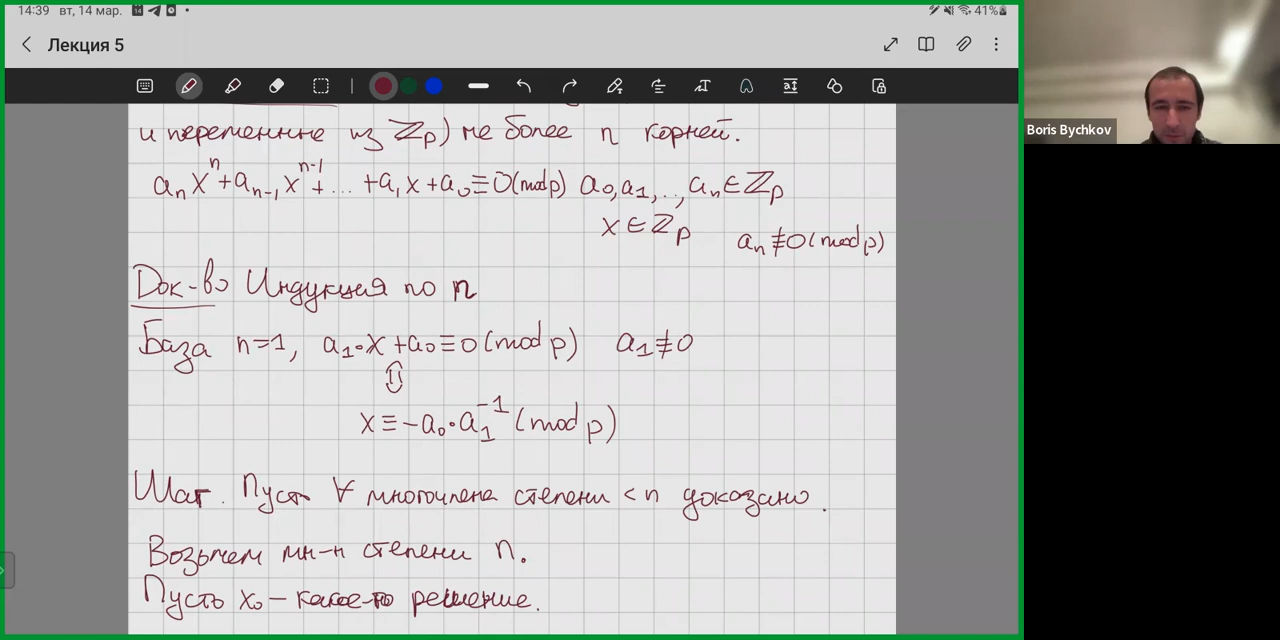 14:39 вт, 14 мар.
41%
Лекция 5
Boris Bychkov
и переменные из ℤₚ) не более n корней.
aₙxⁿ + aₙ₋₁xⁿ⁻¹ + ... + a₁x + a₀ ≡ 0 (mod p) a₀, a₁, .., aₙ ∈ ℤₚ
x ∈ ℤₚ aₙ ≢ 0 (mod p)
Док-во Индукция по n
База n=1, a₁·x + a₀ ≡ 0 (mod p) a₁ ≢ 0
⇕
x ≡ -a₀·a₁⁻¹ (mod p)
Шаг. Пусть ∀ многочлена степени < n доказано.
Возьмем мн-н степени n.
Пусть x₀ – какое-то решение.